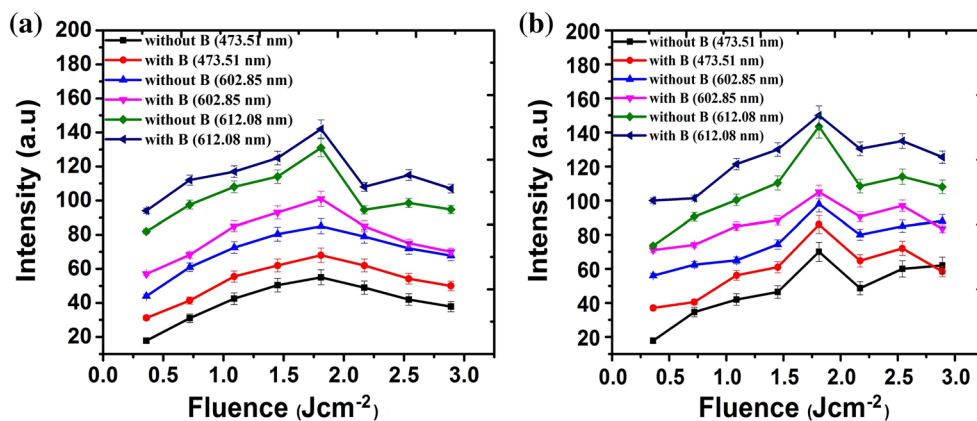 (a)
200
180
160
140
120
100
80
60
40
20
0.0 0.5 1.0 1.5 2.0 2.5 3.0
Intensity (a.u)
Fluence (Jcm-2)
without B (473.51 nm)
with B (473.51 nm)
without B (602.85 nm)
with B (602.85 nm)
without B (612.08 nm)
with B (612.08 nm)
(b)
200
180
160
140
120
100
80
60
40
20
0.0 0.5 1.0 1.5 2.0 2.5 3.0
Intensity (a.u)
Fluence (Jcm-2)
without B (473.51 nm)
with B (473.51 nm)
without B (602.85 nm)
with B (602.85 nm)
without B (612.08 nm)
with B (612.08 nm)